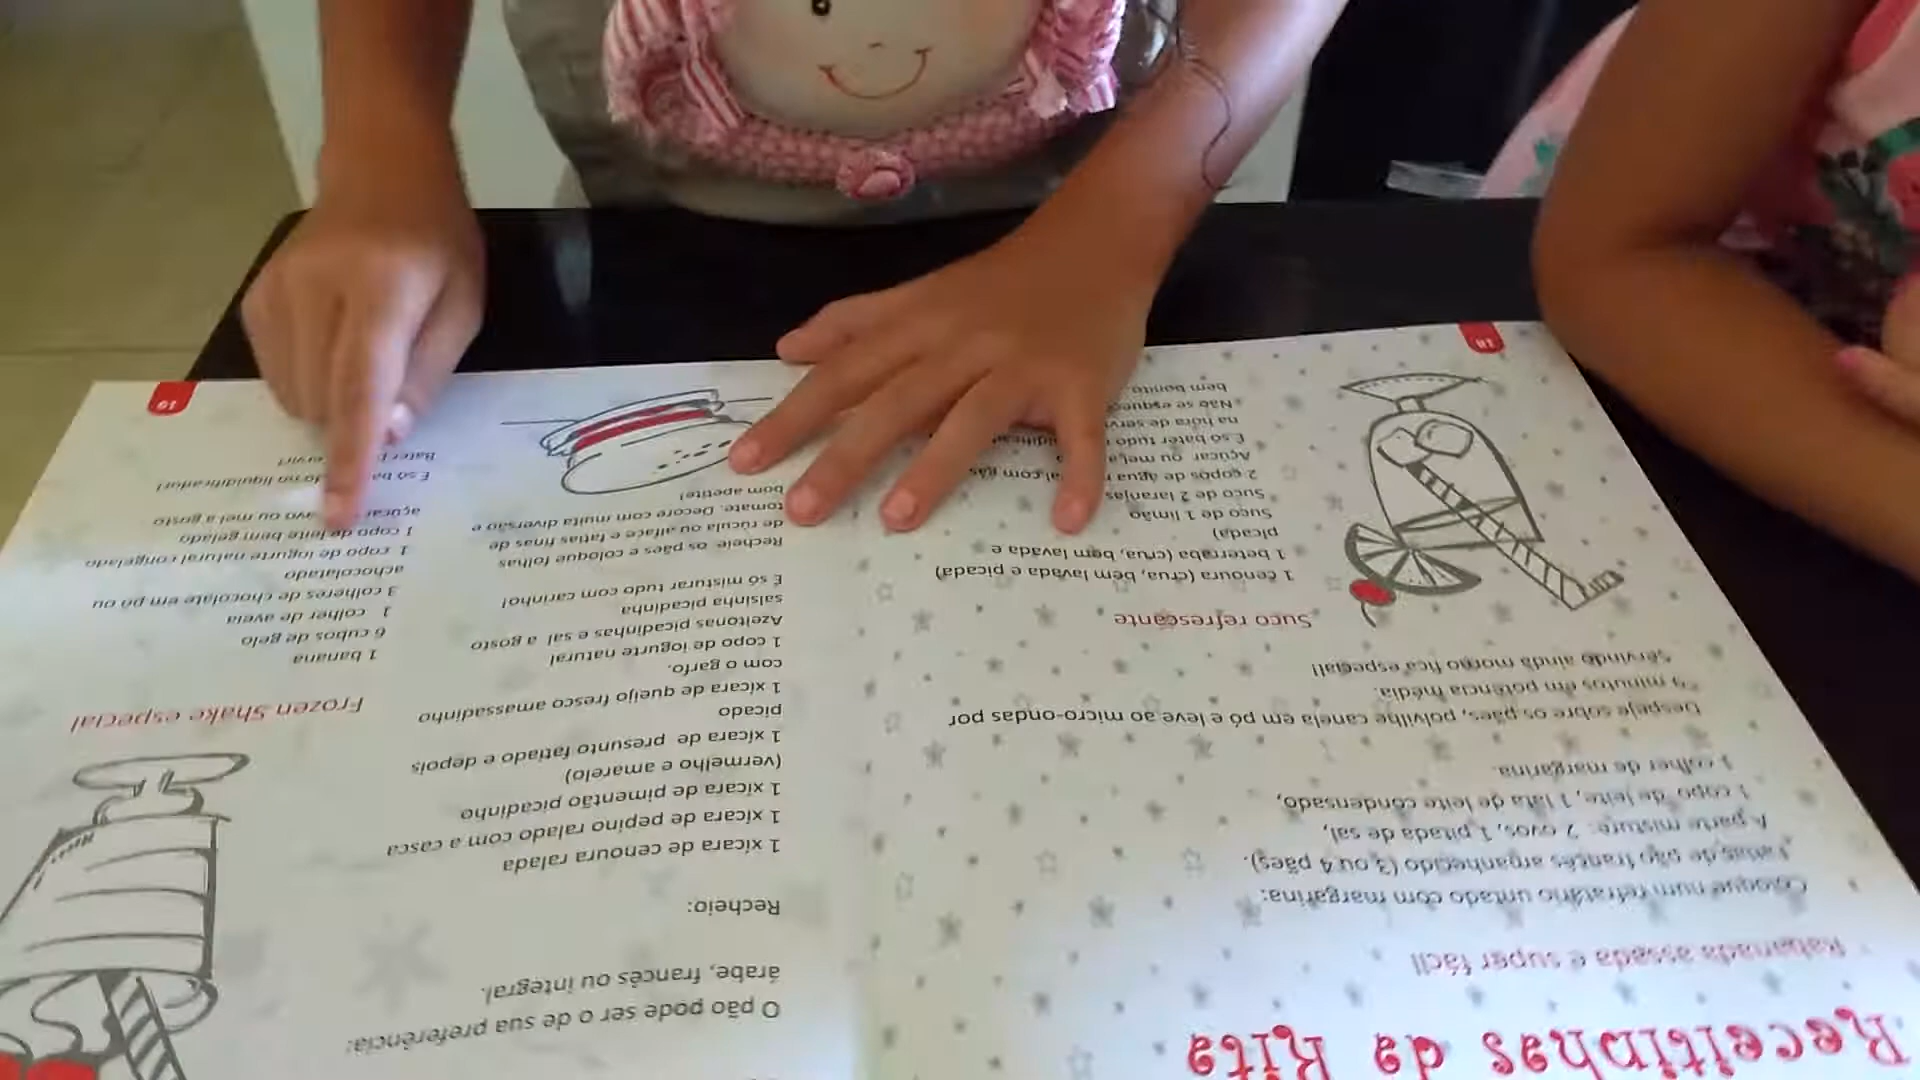 Receitinhas da Rita
Rabanada assada e super fácil
Coloque num refratário untado com margarina:
Fatias de pão francês amanhecido (3 ou 4 pães).
A parte misture: 2 ovos, 1 pitada de sal,
1 copo de leite, 1 lata de leite condensado,
1 colher de margarina.
Despeje sobre os pães, polvilhe canela em pó e leve ao micro-ondas por
9 minutos em potência média.
Servindo ainda morno fica especial!
Suco refrescante
1 cenoura (crua, bem lavada e picada)
1 beterraba (crua, bem lavada e
picada)
Suco de 1 limão
Suco de 2 laranjas
2 copos de água com gás
Açúcar ou mel a
É só bater tudo
na hora de
Não se
bem bonito.
18
O pão pode ser o de sua preferência:
árabe, francês ou integral.
Recheio:
1 xícara de cenoura ralada
1 xícara de pepino ralado com a casca
1 xícara de pimentão picadinho
(vermelho e amarelo)
1 xícara de presunto fatiado e depois
picado
1 xícara de queijo fresco amassadinho
com o garfo.
1 copo de iogurte natural
Azeitonas picadinhas e sal a gosto
salsinha picadinha
É só misturar tudo com carinho!
Recheie os pães e coloque folhas
de rúcula ou alface e fatias finas de
tomate. Decore com muita diversão e
bom apetite!
Frozen Shake especial
1 banana
6 cubos de gelo
1 colher de aveia
3 colheres de chocolate em pó ou
achocolatado
1 copo de iogurte natural congelado
1 copo de leite bem gelado
açúcar ou mel a gosto
É só no liquidificador!
Bater
19